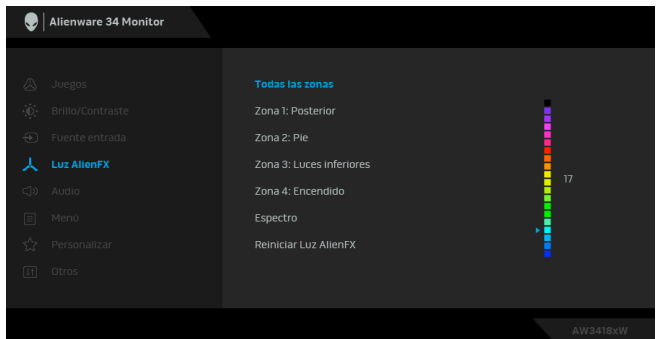 Alienware 34 Monitor
Juegos
Brillo/Contraste
Fuente entrada
Luz AlienFX
Audio
Menú
Personalizar
Otros
Todas las zonas
Zona 1: Posterior
Zona 2: Pie
Zona 3: Luces inferiores
Zona 4: Encendido
Espectro
Reiniciar Luz AlienFX
17
AW3418xW